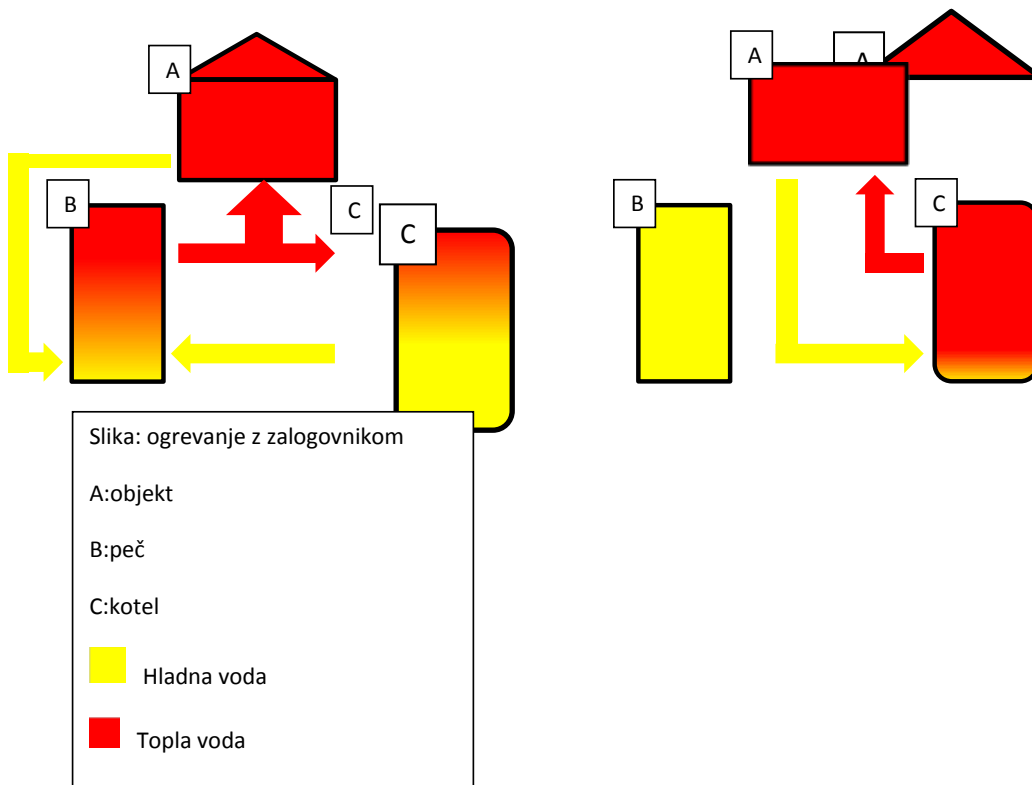 A
B
C
C
A
A
B
C
Slika: ogrevanje z zalogovnikom
A:objekt
B:peč
C:kotel
Hladna voda
Topla voda